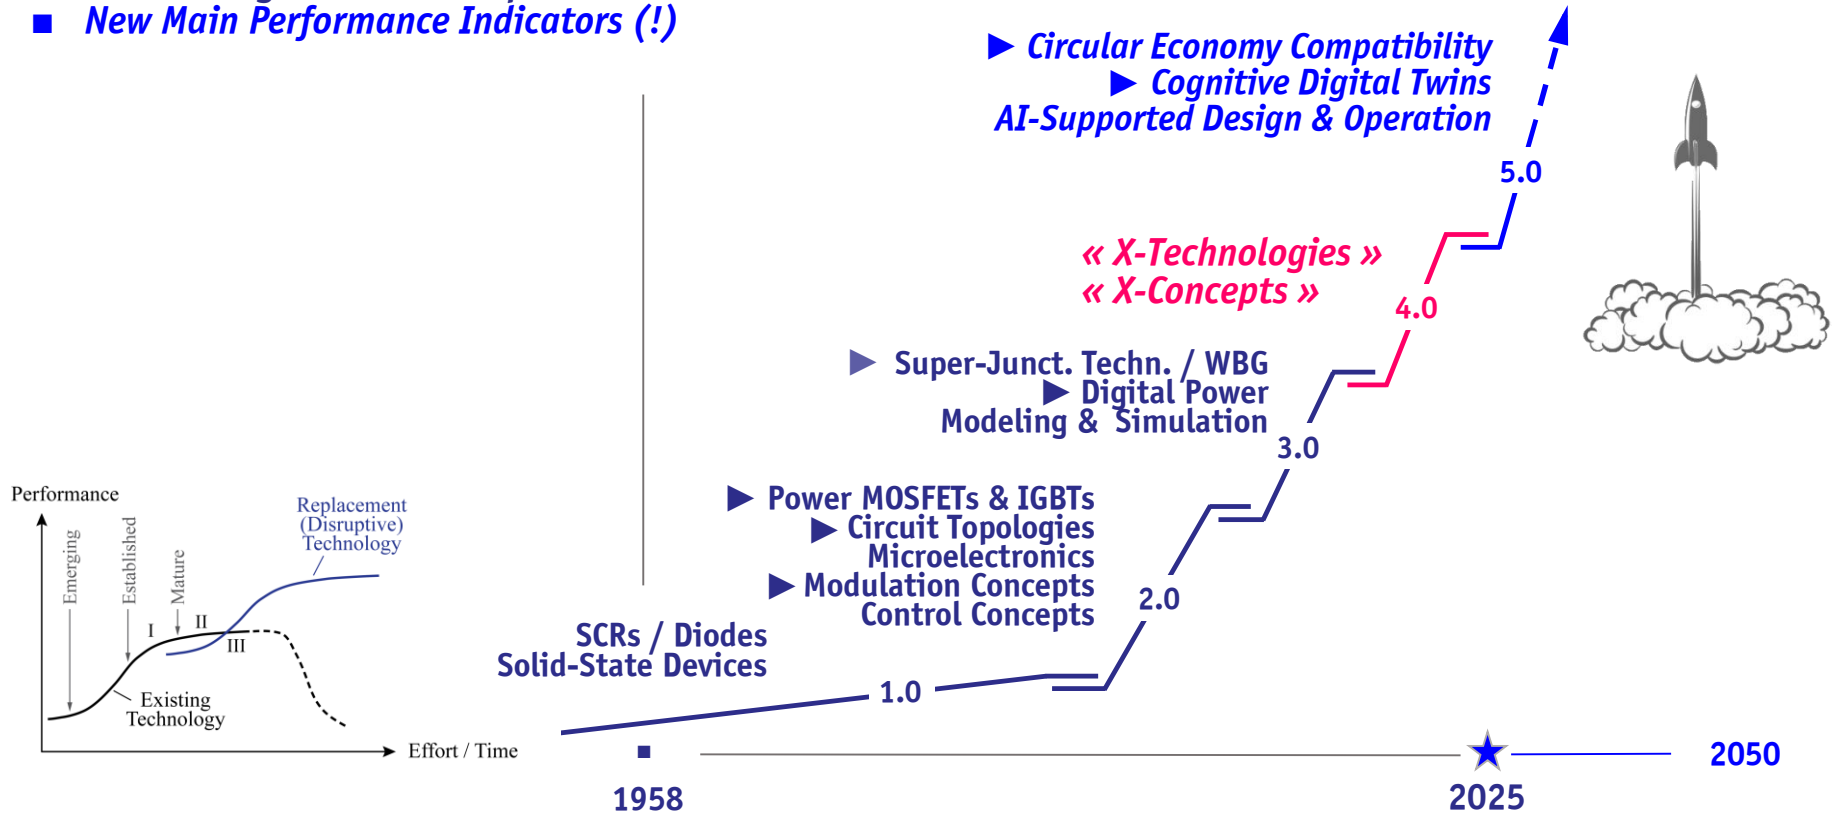 ■ New Main Performance Indicators (!)
► Circular Economy Compatibility
► Cognitive Digital Twins
AI-Supported Design & Operation
5.0
« X-Technologies »
« X-Concepts »
4.0
► Super-Junct. Techn. / WBG
► Digital Power
Modeling & Simulation
3.0
► Power MOSFETs & IGBTs
► Circuit Topologies
Microelectronics
► Modulation Concepts
Control Concepts
2.0
SCRs / Diodes
Solid-State Devices
1.0
Performance
Emerging
Established
Mature
Replacement
(Disruptive)
Technology
I
II
III
Existing
Technology
Effort / Time
1958
2025
2050